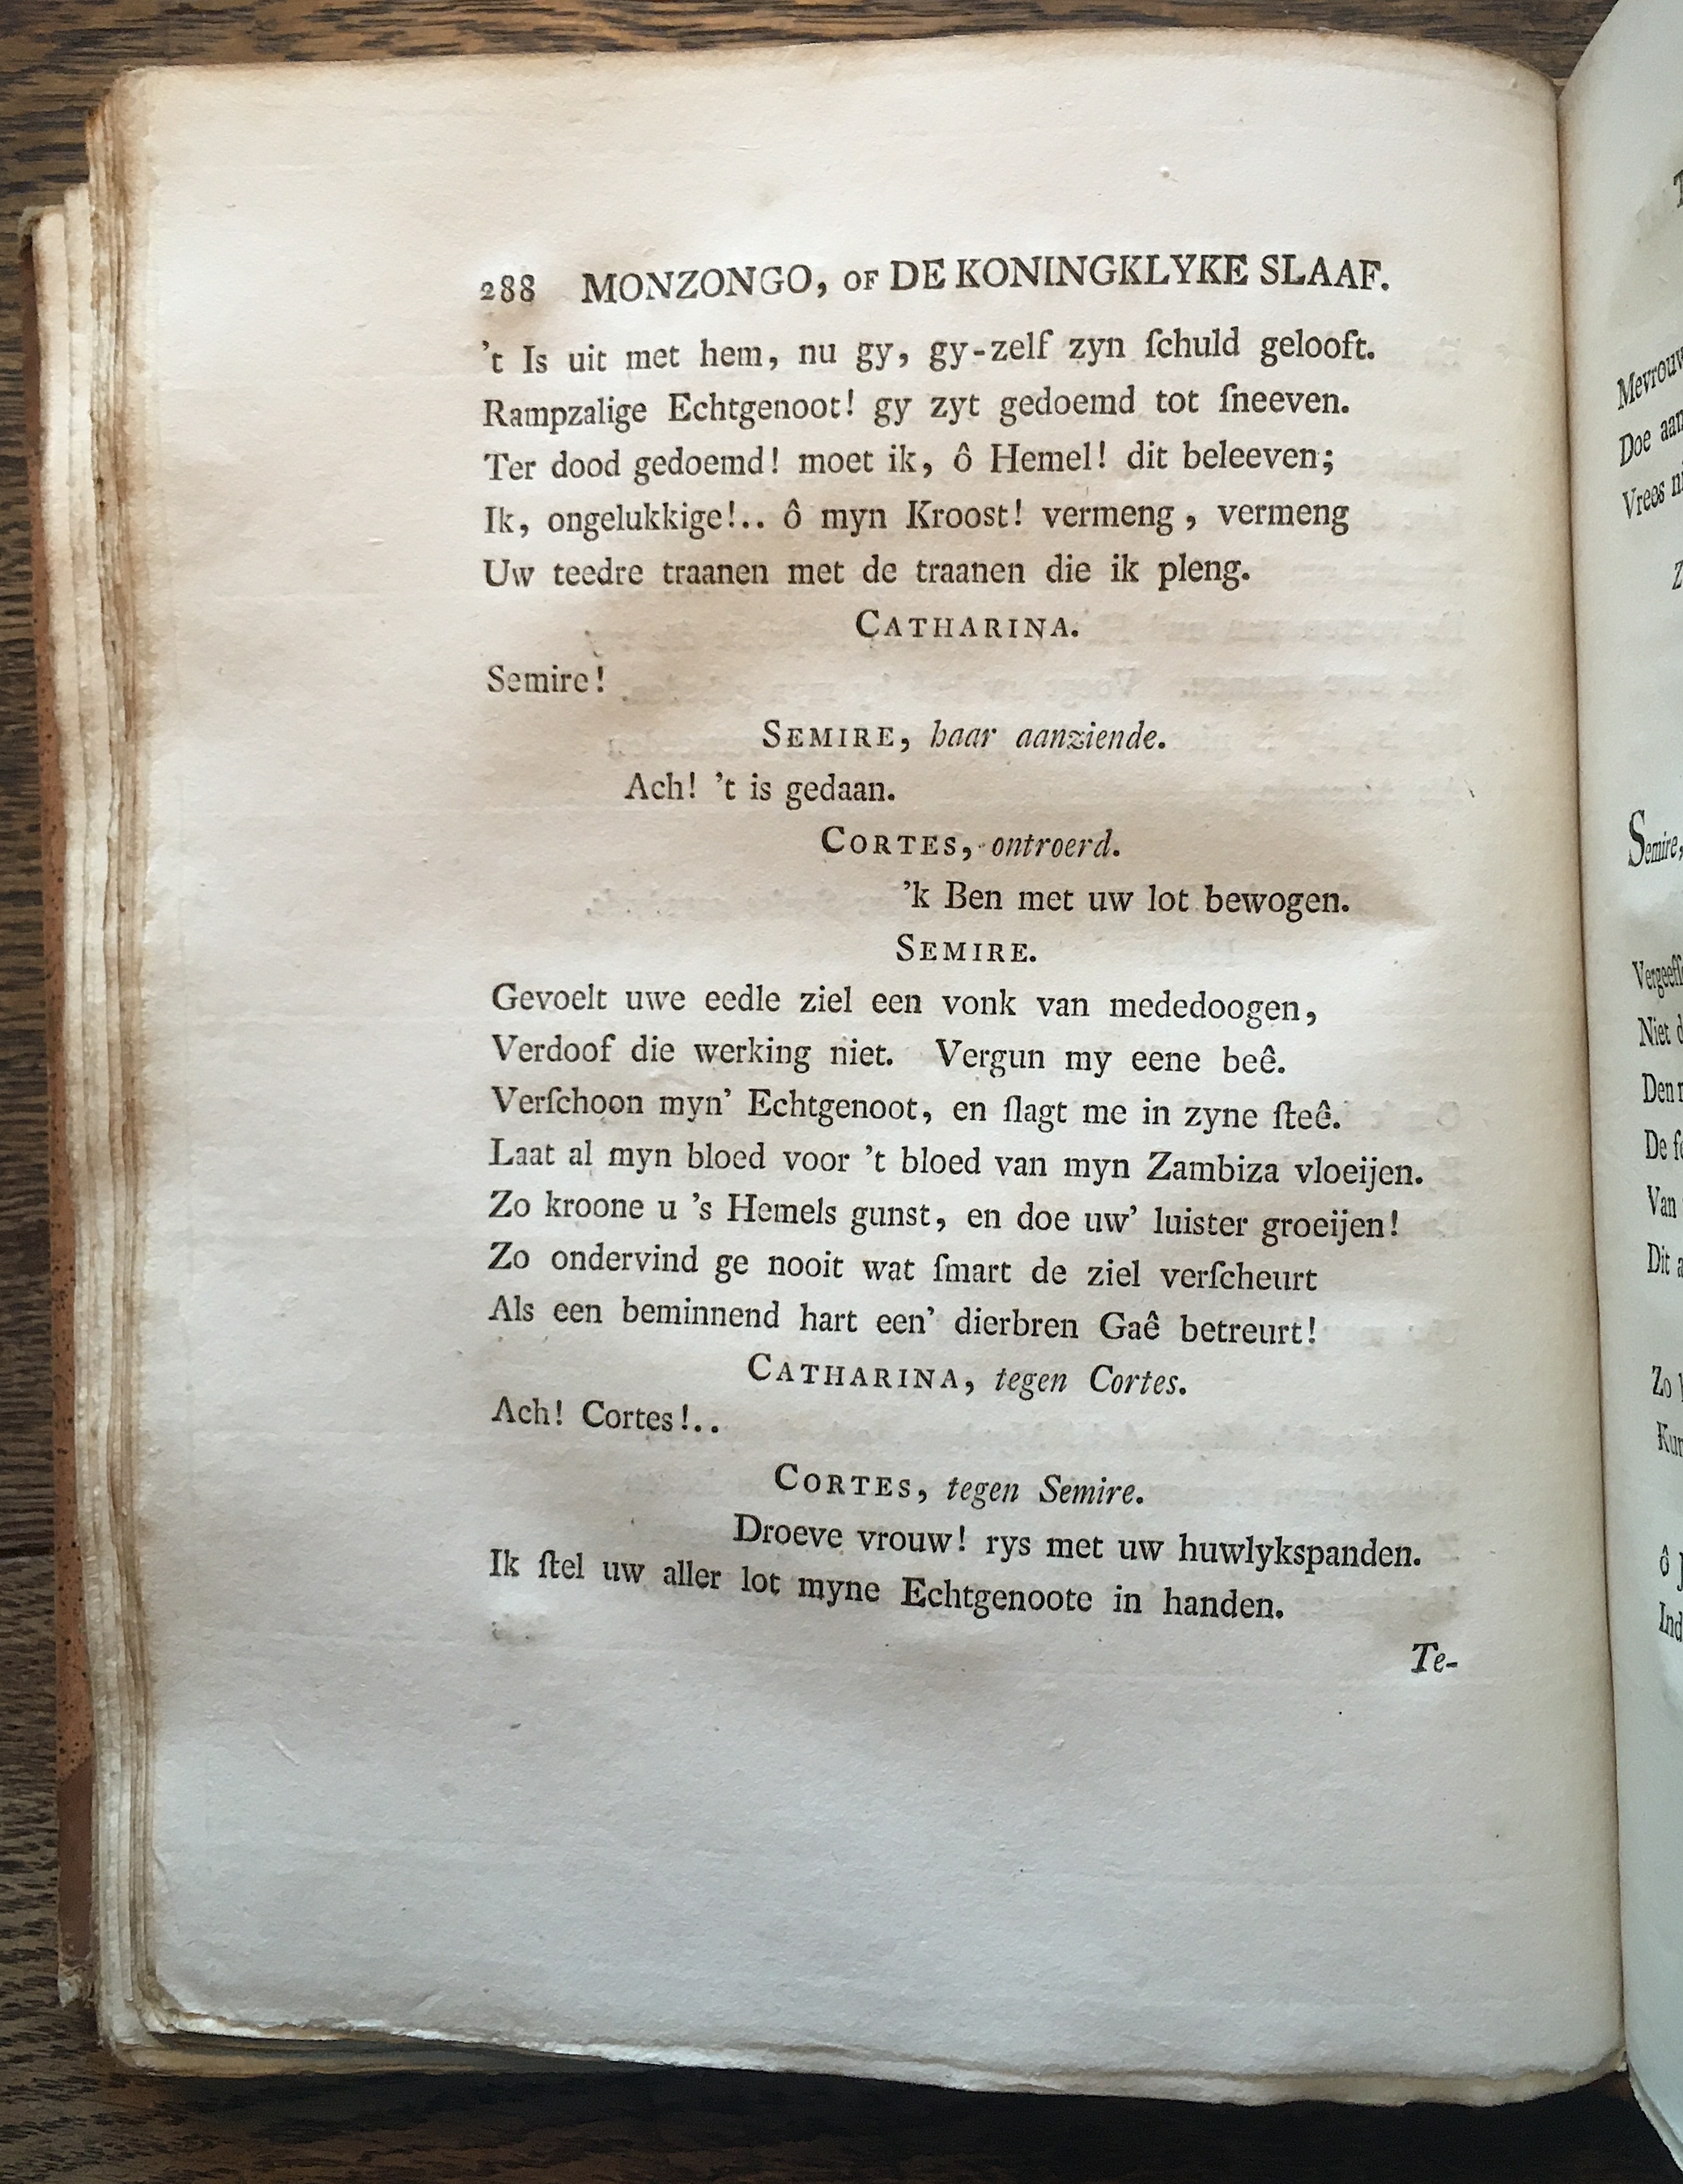 288 MONZONGO, OF DE KONINGKLYKE SLAAF.
't Is uit met hem, nu gy, gy-zelf zyn ſchuld gelooft.
Rampzalige Echtgenoot! gy zyt gedoemd tot ſneeven.
Ter dood gedoemd! moet ik, ô Hemel! dit beleeven;
Ik, ongelukkige!.. ô myn Kroost! vermeng, vermeng
Uw teedre traanen met de traanen die ik pleng.
CATHARINA.
Semire!
SEMIRE, haar aanziende.
Ach! 't is gedaan.
CORTES, ontroerd.
'k Ben met uw lot bewogen.
SEMIRE.
Gevoelt uwe eedle ziel een vonk van mededoogen,
Verdoof die werking niet. Vergun my eene beê.
Verſchoon myn' Echtgenoot, en ſlagt me in zyne ſteê.
Laat al myn bloed voor 't bloed van myn Zambiza vloeijen.
Zo kroone u 's Hemels gunst, en doe uw' luister groeijen!
Zo ondervind ge nooit wat ſmart de ziel verſcheurt
Als een beminnend hart een' dierbren Gaê betreurt!
CATHARINA, tegen Cortes.
Ach! Cortes!..
CORTES, tegen Semire.
Droeve vrouw! rys met uw huwlykspanden.
Ik ſtel uw aller lot myne Echtgenoote in handen.
Te-
Doe
Semire,
Niet
Den
Van
Dit
Zo
ô